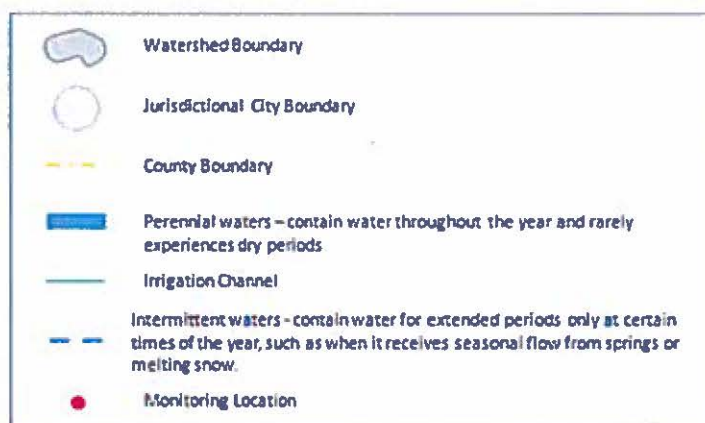 Watershed Boundary
Jurisdictional City Boundary
County Boundary
Perennial waters – contain water throughout the year and rarely
experiences dry periods
Irrigation Channel
Intermittent waters - contain water for extended periods only at certain
times of the year, such as when it receives seasonal flow from springs or
melting snow.
Monitoring Location